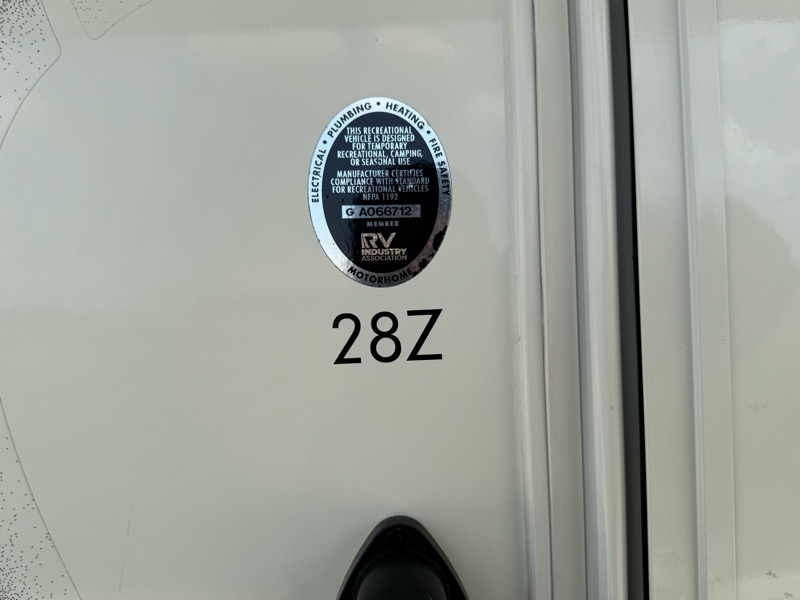 ELECTRICAL • PLUMBING • HEATING • FIRE SAFETY
THIS RECREATIONAL
VEHICLE IS DESIGNED
FOR TEMPORARY
RECREATIONAL, CAMPING,
OR SEASONAL USE
MANUFACTURER CERTIFIES
COMPLIANCE WITH STANDARD
FOR RECREATIONAL VEHICLES
NFPA 1192
G A066712
MEMBER
RV
INDUSTRY
ASSOCIATION
MOTORHOME
28Z